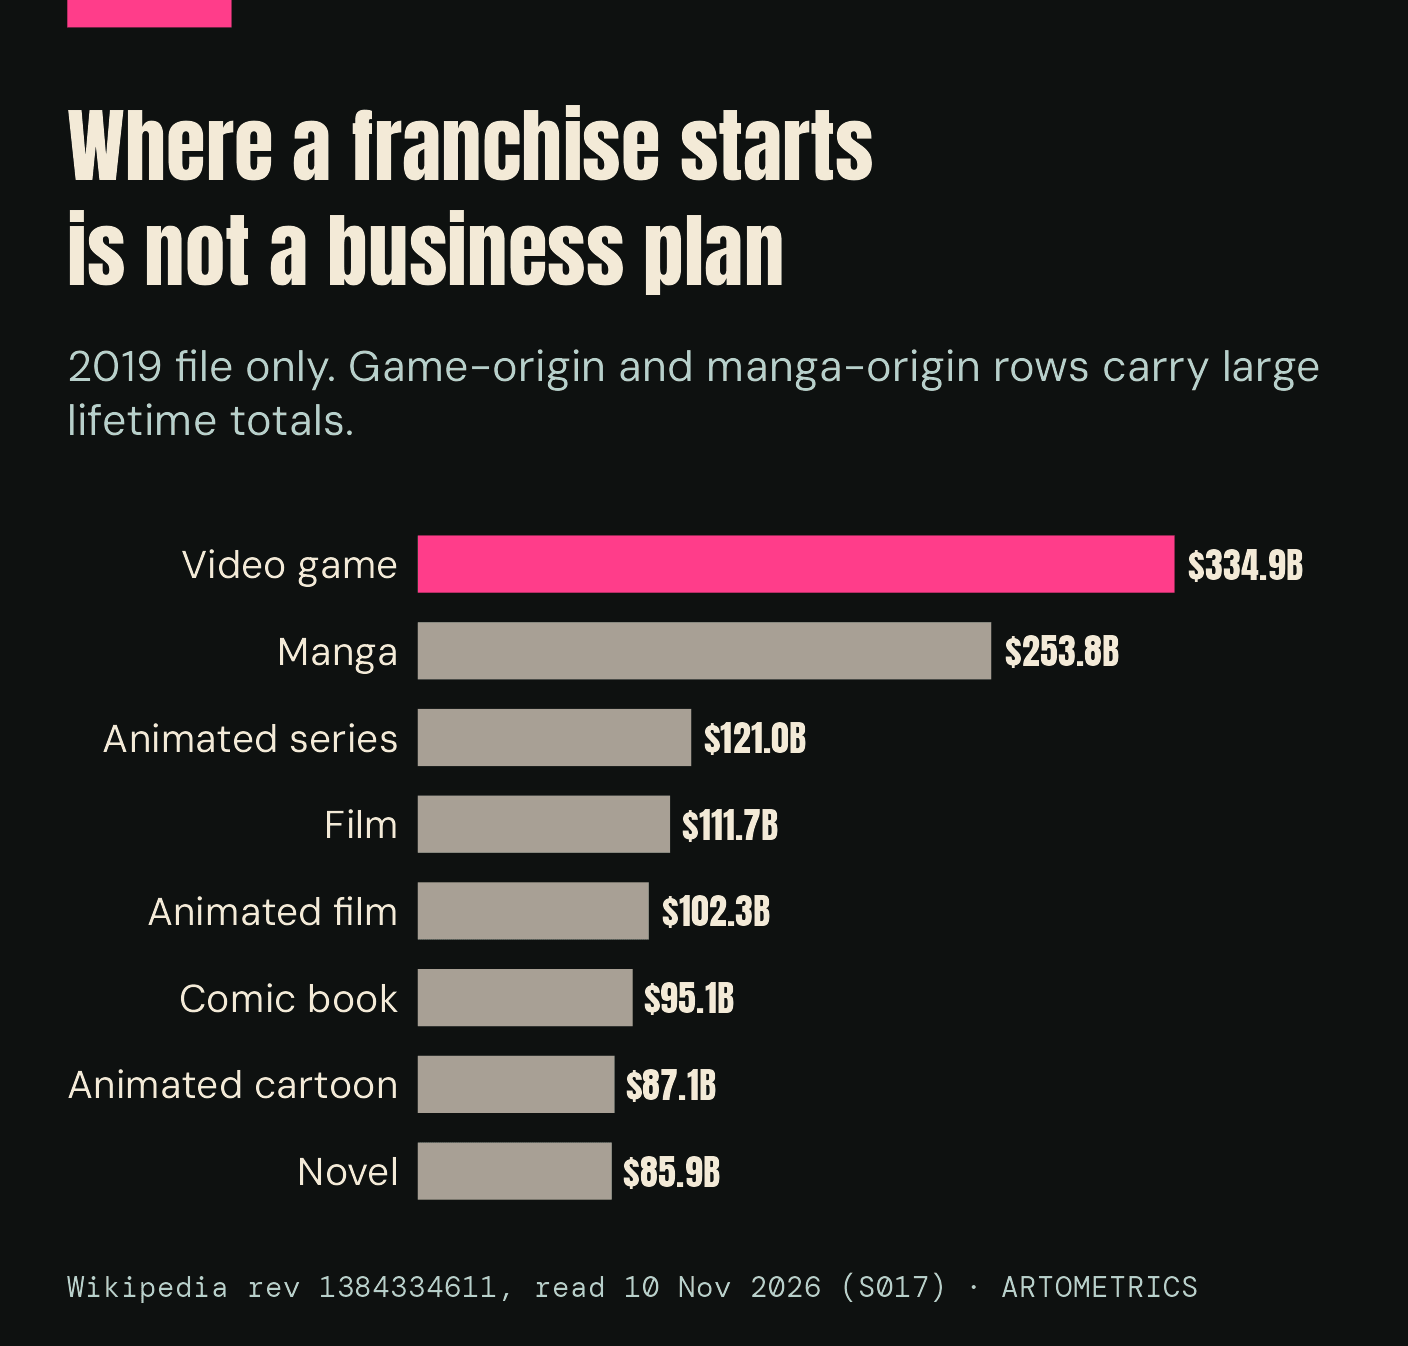 Where a franchise starts
is not a business plan
2019 file only. Game-origin and manga-origin rows carry large
lifetime totals.
Video game $334.9B
Manga $253.8B
Animated series $121.0B
Film $111.7B
Animated film $102.3B
Comic book $95.1B
Animated cartoon $87.1B
Novel $85.9B
Wikipedia rev 1384334611, read 10 Nov 2026 (S017) · ARTOMETRICS